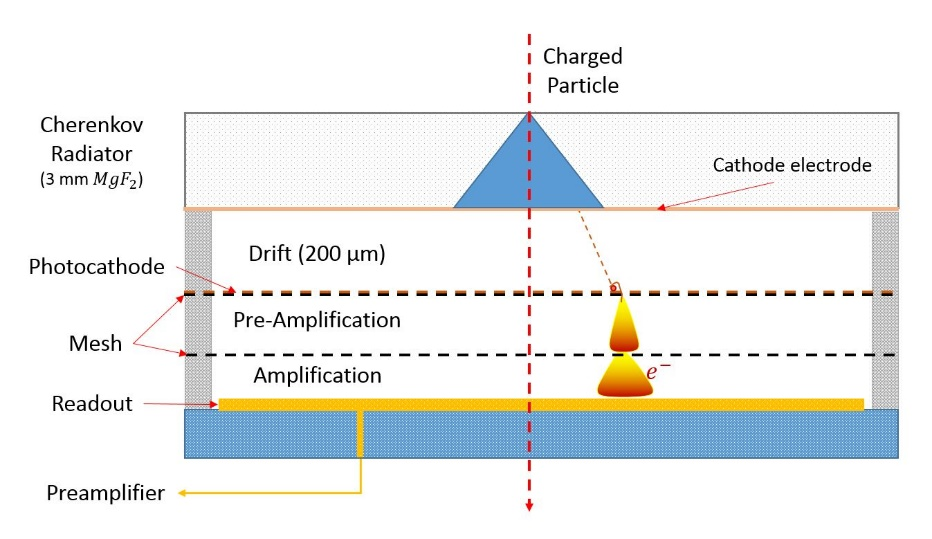 Charged
Particle
Cherenkov
Radiator
(3 mm MgF₂)
Cathode electrode
Drift (200 μm)
Photocathode
Pre-Amplification
Mesh
Amplification
e⁻
Readout
Preamplifier